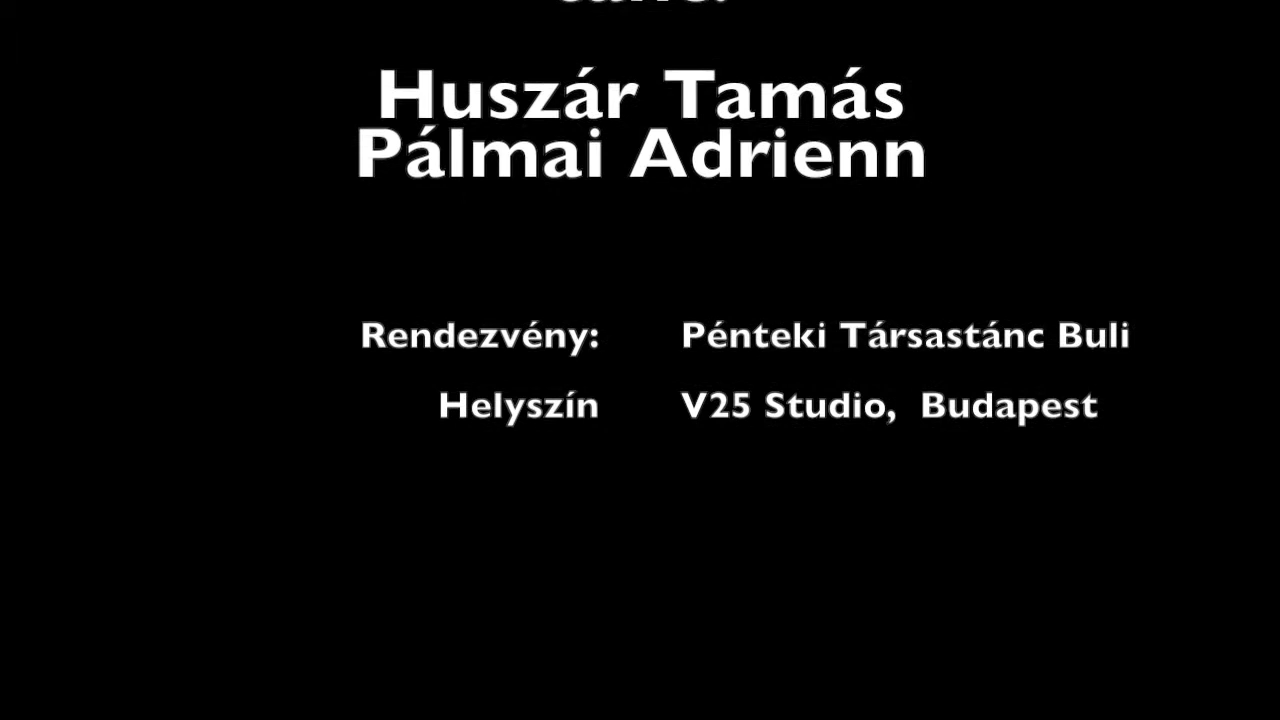 Huszár Tamás
Pálmai Adrienn
Rendezvény: Pénteki Társastánc Buli
Helyszín V25 Studio, Budapest